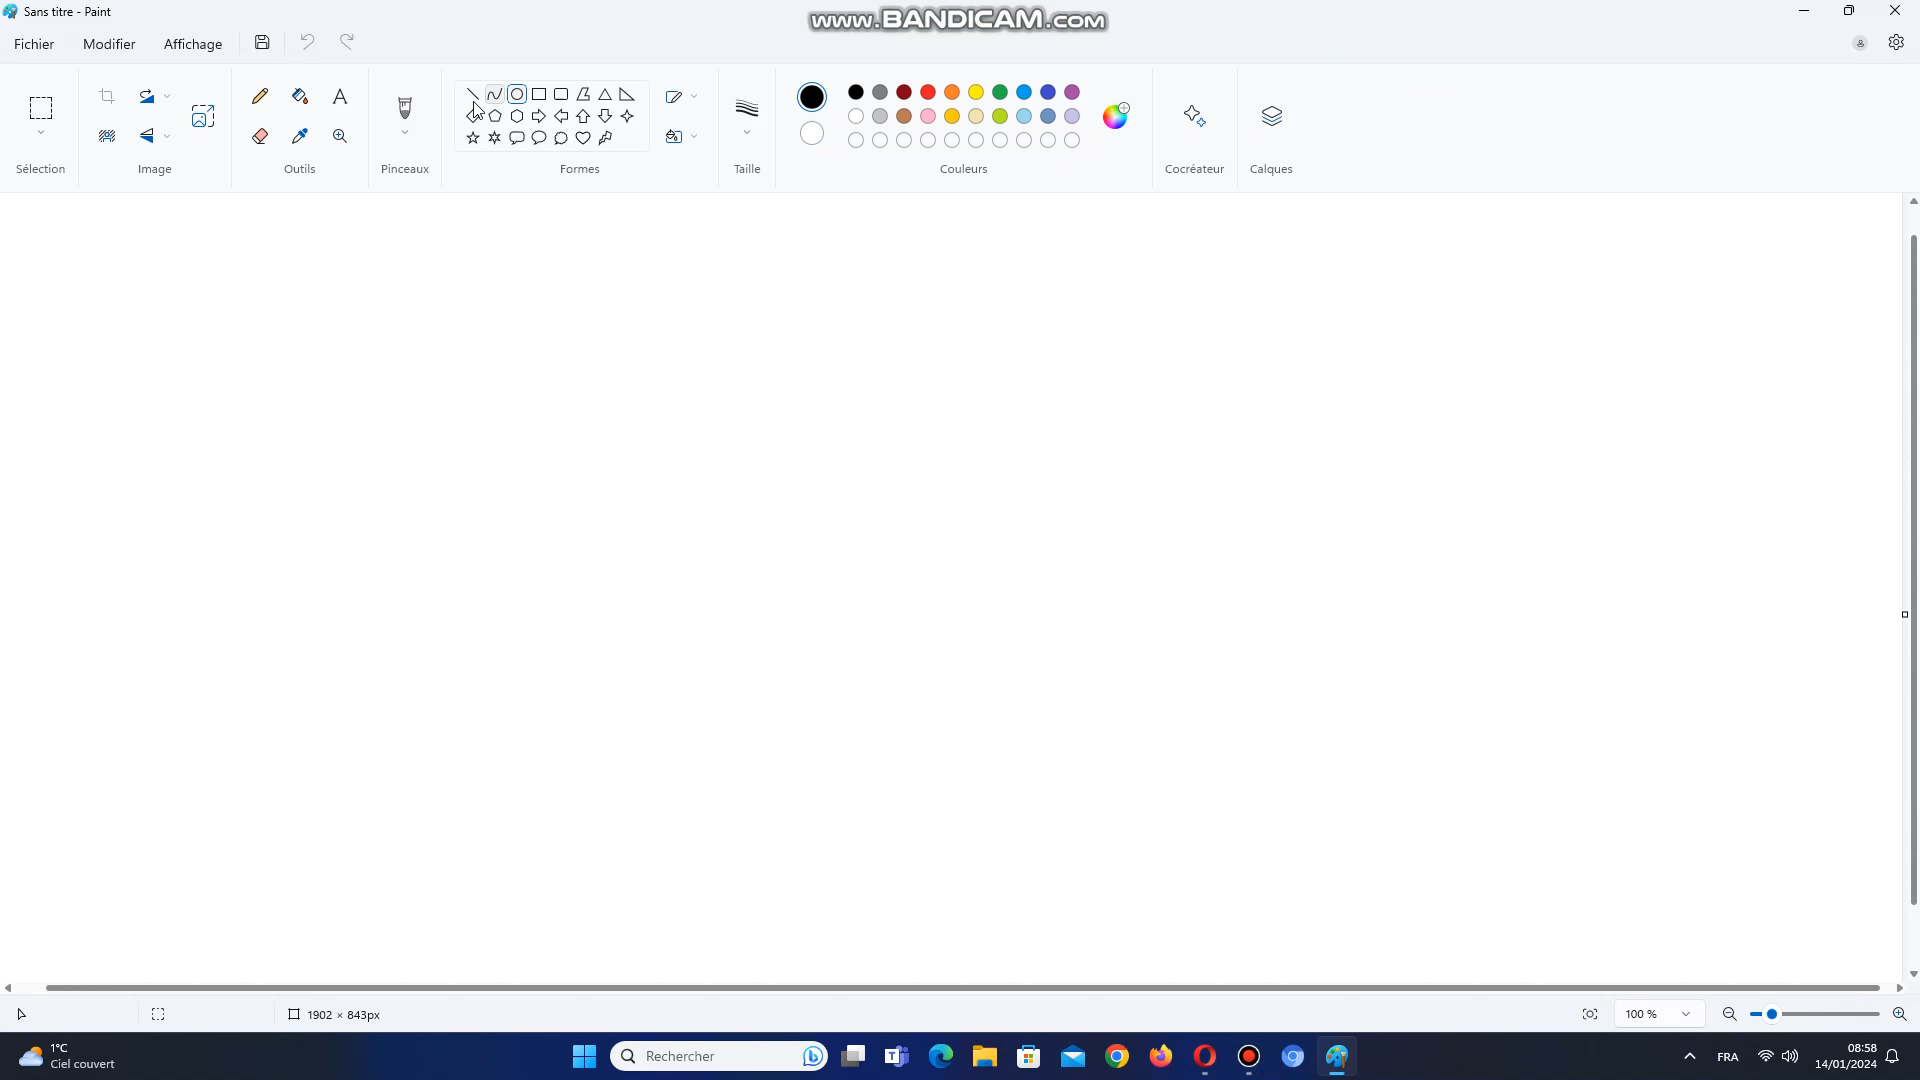 Sans titre - Paint
www.BANDICAM.com
Fichier
Modifier
Affichage
Sélection
Image
Outils
Pinceaux
Formes
Taille
Couleurs
Cocréateur
Calques
1902 × 843px
100 %
1°C
Ciel couvert
Rechercher
FRA
08:58
14/01/2024